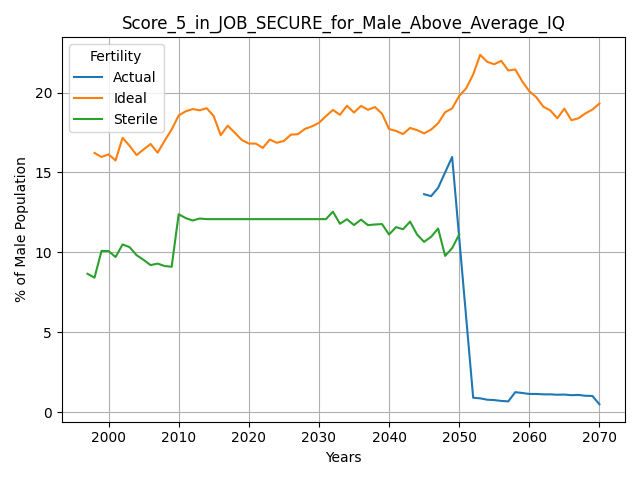 Score_5_in_JOB_SECURE_for_Male_Above_Average_IQ
Fertility
Actual
Ideal
Sterile
% of Male Population
20
15
10
5
0
2000 2010 2020 2030 2040 2050 2060 2070
Years